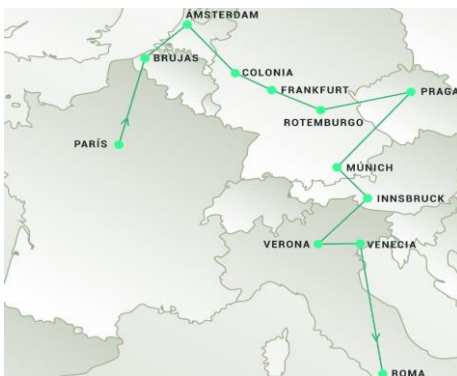 ÁMSTERDAM
BRUJAS
COLONIA
FRANKFURT
PRAGA
ROTEMBURGO
PARÍS
MÚNICH
INNSBRUCK
VERONA
VENECIA
ROMA